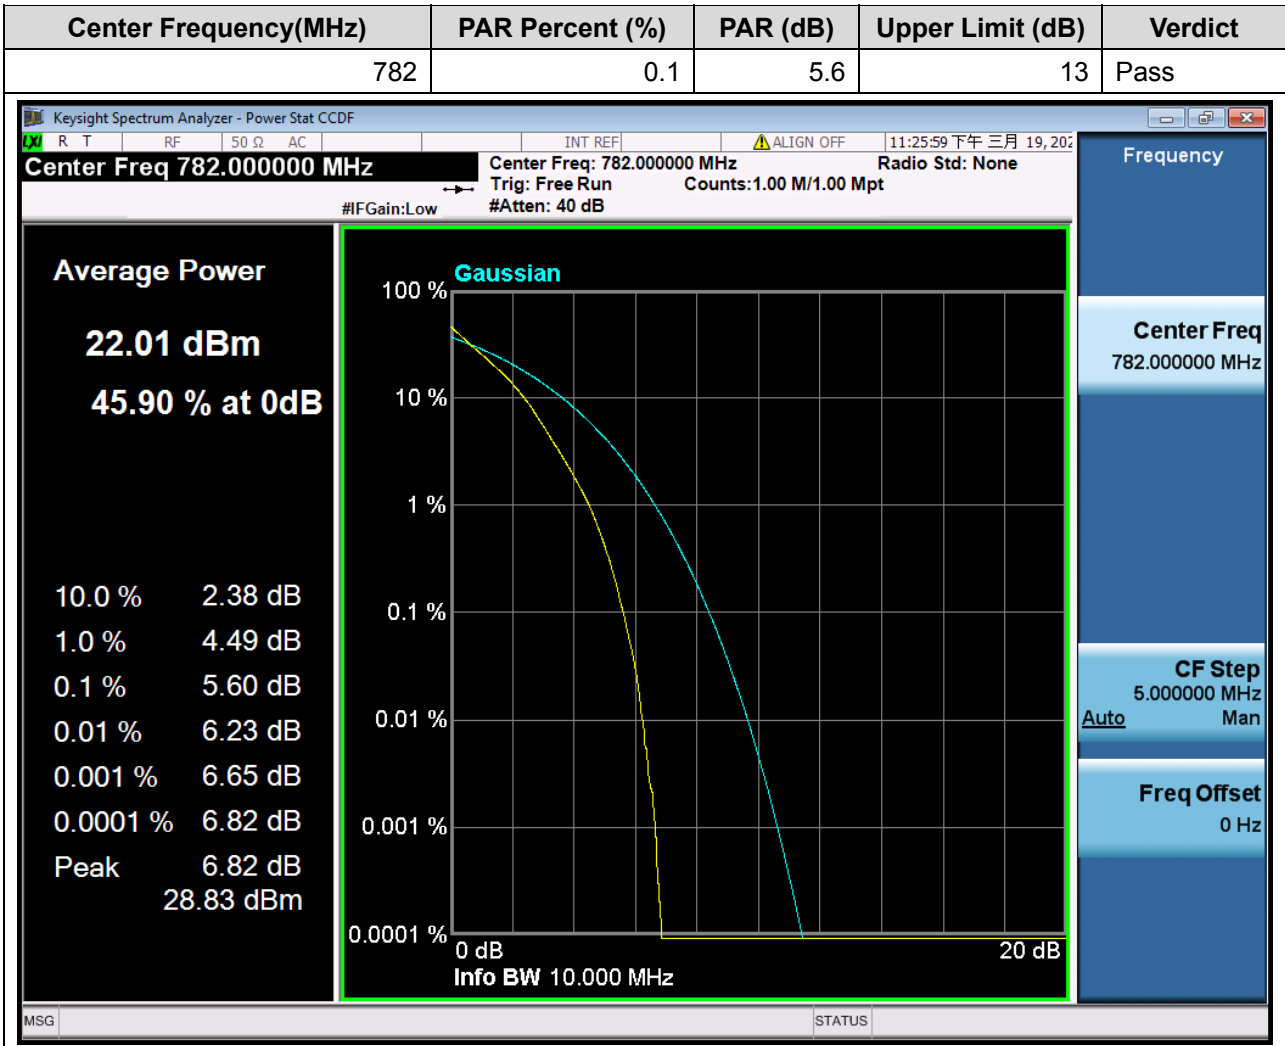 Center Frequency(MHz) PAR Percent (%) PAR (dB) Upper Limit (dB) Verdict
782 0.1 5.6 13 Pass
Keysight Spectrum Analyzer - Power Stat CCDF
LXI R T RF 50 Ω AC INT REF ALIGN OFF 11:25:59 下午 三月 19, 202
Center Freq 782.000000 MHz
Center Freq: 782.000000 MHz Radio Std: None
Trig: Free Run Counts:1.00 M/1.00 Mpt
#IFGain:Low #Atten: 40 dB
Average Power
22.01 dBm
45.90 % at 0dB
10.0 % 2.38 dB
1.0 % 4.49 dB
0.1 % 5.60 dB
0.01 % 6.23 dB
0.001 % 6.65 dB
0.0001 % 6.82 dB
Peak 6.82 dB
28.83 dBm
Gaussian
100 %
10 %
1 %
0.1 %
0.01 %
0.001 %
0.0001 %
0 dB 20 dB
Info BW 10.000 MHz
Frequency
Center Freq
782.000000 MHz
CF Step
5.000000 MHz
Auto Man
Freq Offset
0 Hz
MSG STATUS